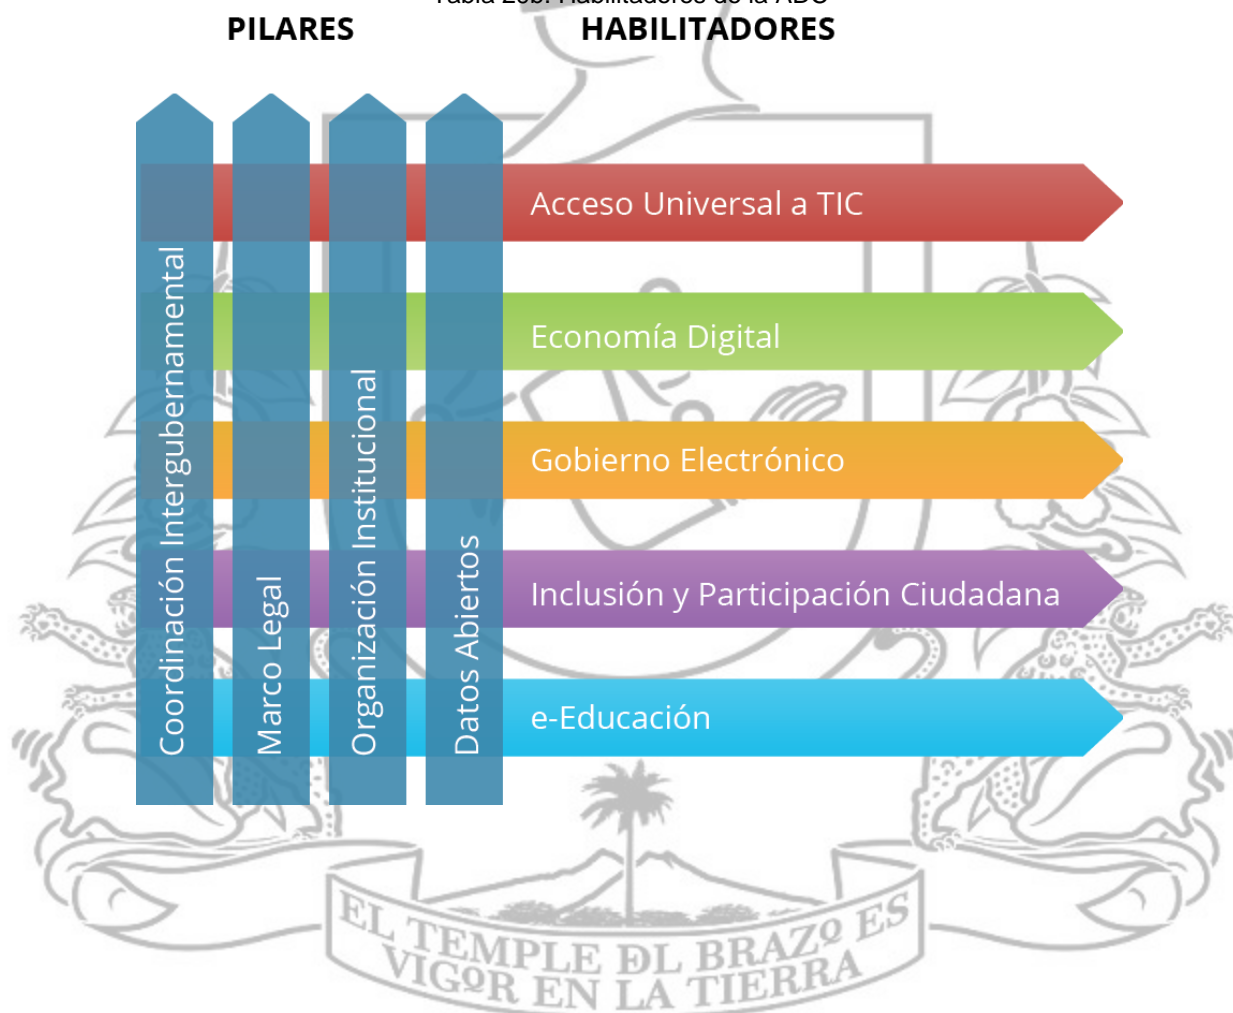 PILARES
HABILITADORES
Acceso Universal a TIC
Economía Digital
Gobierno Electrónico
Inclusión y Participación Ciudadana
e-Educación
Coordinación Intergubernamental
Marco Legal
Organización Institucional
Datos Abiertos
EL TEMPLE ĐL BRAZº ES
VIGºR EN LA TIERRA